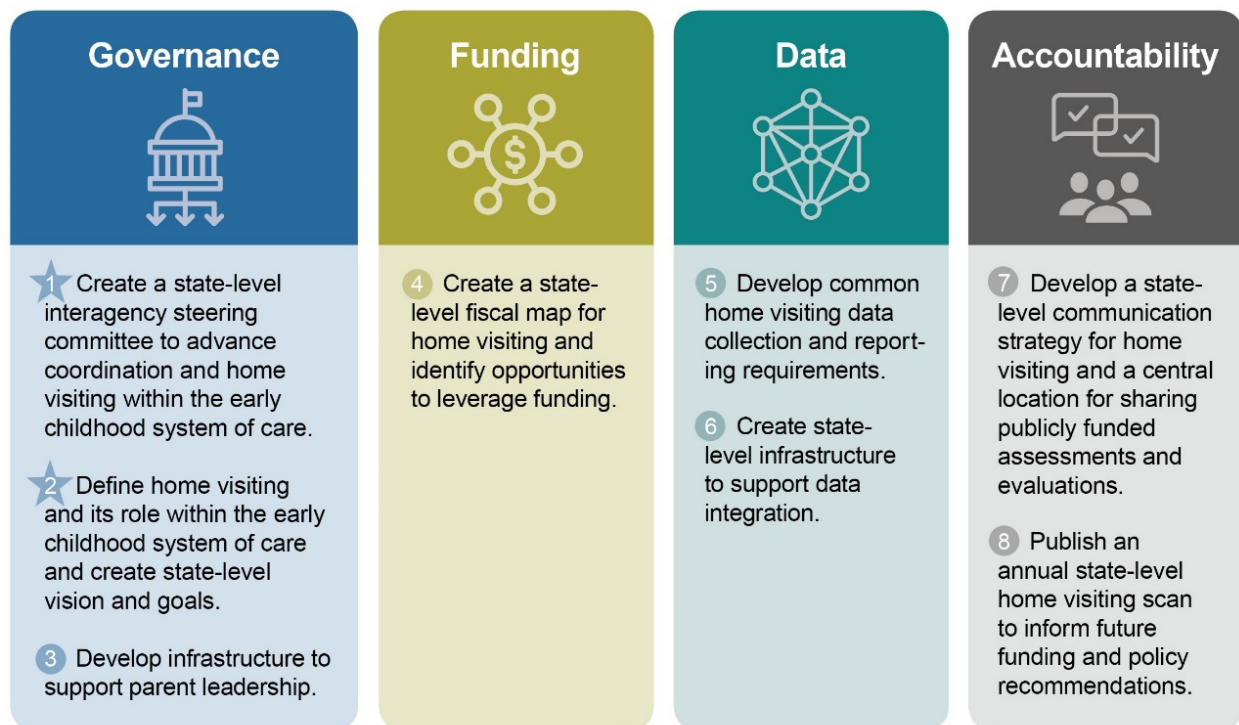 Governance
1 Create a state-level
interagency steering
committee to advance
coordination and home
visiting within the early
childhood system of care.
2 Define home visiting
and its role within the early
childhood system of care
and create state-level
vision and goals.
3 Develop infrastructure to
support parent leadership.
Funding
$
4 Create a state-
level fiscal map for
home visiting and
identify opportunities
to leverage funding.
Data
5 Develop common
home visiting data
collection and report-
ing requirements.
6 Create state-
level infrastructure
to support data
integration.
Accountability
7 Develop a state-
level communication
strategy for home
visiting and a central
location for sharing
publicly funded
assessments and
evaluations.
8 Publish an
annual state-level
home visiting scan
to inform future
funding and policy
recommendations.